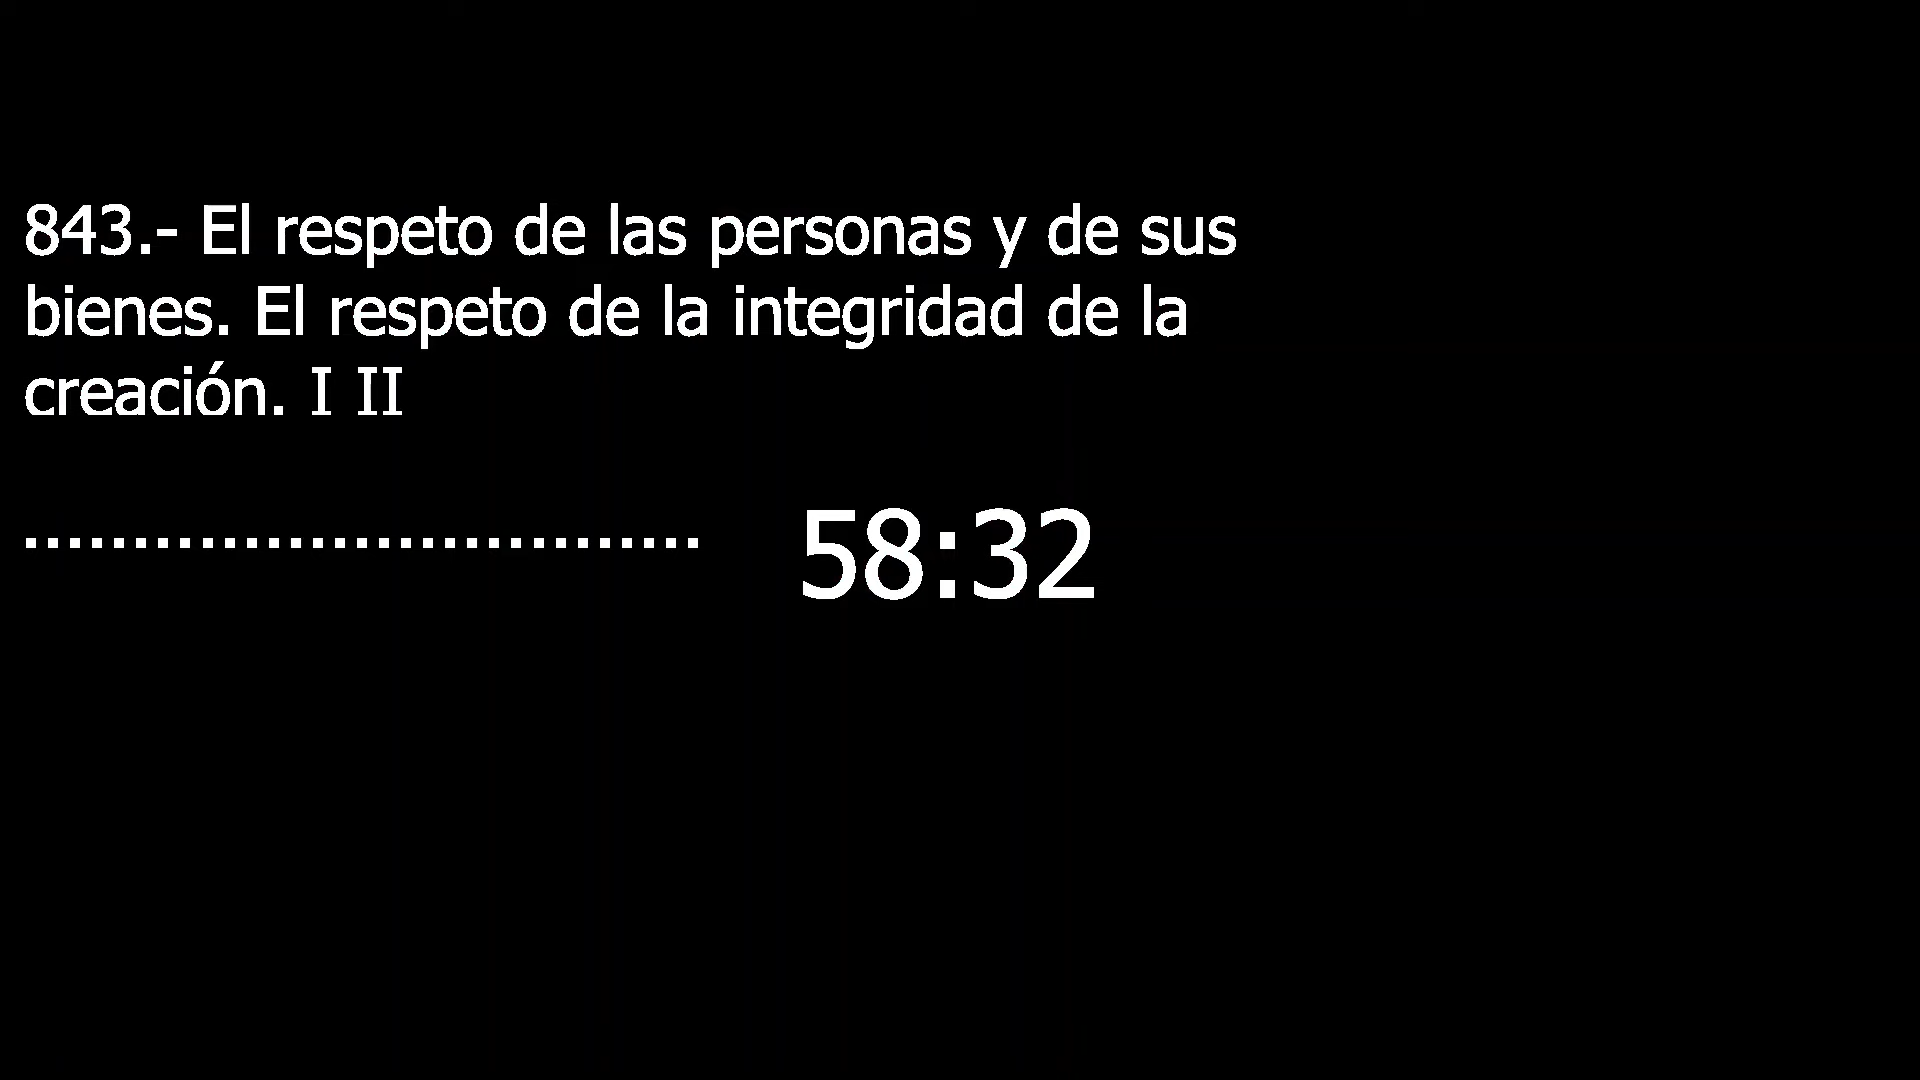 843.- El respeto de las personas y de sus
bienes. El respeto de la integridad de la
creación. I II
............................... 58:32